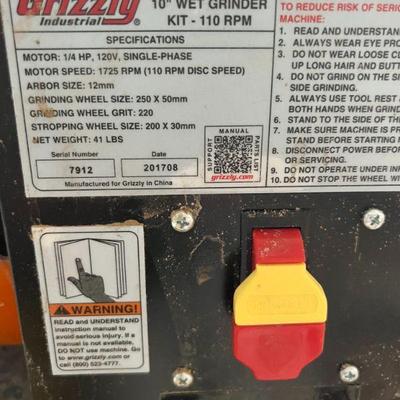 Grizzly
Industrial
10" WET GRINDER
KIT - 110 RPM
SPECIFICATIONS
MOTOR: 1/4 HP, 120V, SINGLE-PHASE
MOTOR SPEED: 1725 RPM (110 RPM DISC SPEED)
ARBOR SIZE: 12mm
GRINDING WHEEL SIZE: 250 X 50mm
GRINDING WHEEL GRIT: 220
STROPPING WHEEL SIZE: 200 X 30mm
NET WEIGHT: 41 LBS
MANUAL
SUPPORT
PARTS LIST
grizzly.com
Serial Number
7912
Date
201708
Manufactured for Grizzly in China
TO REDUCE RISK OF SERIO
MACHINE:
1. READ AND UNDERSTAN
2. ALWAYS WEAR EYE PRO
3. DO NOT WEAR LOOSE CL
UP LONG HAIR AND BUTT
4. DO NOT GRIND ON THE SI
SIDE GRINDING.
5. ALWAYS USE TOOL REST
BOTH HANDS WHEN GRIND
6. STAND TO THE SIDE OF THE
7. MAKE SURE MACHINE IS PR
STAND BEFORE STARTING
8. DISCONNECT POWER BEFO
OR SERVICING.
9. DO NOT OPERATE UNDER IN
10. DO NOT STOP THE WHEEL WI
WARNING!
READ and UNDERSTAND
instruction manual to
avoid serious injury. If a
manual is not available,
DO NOT use machine. Go
to www.grizzly.com or
call (800) 523-4777.